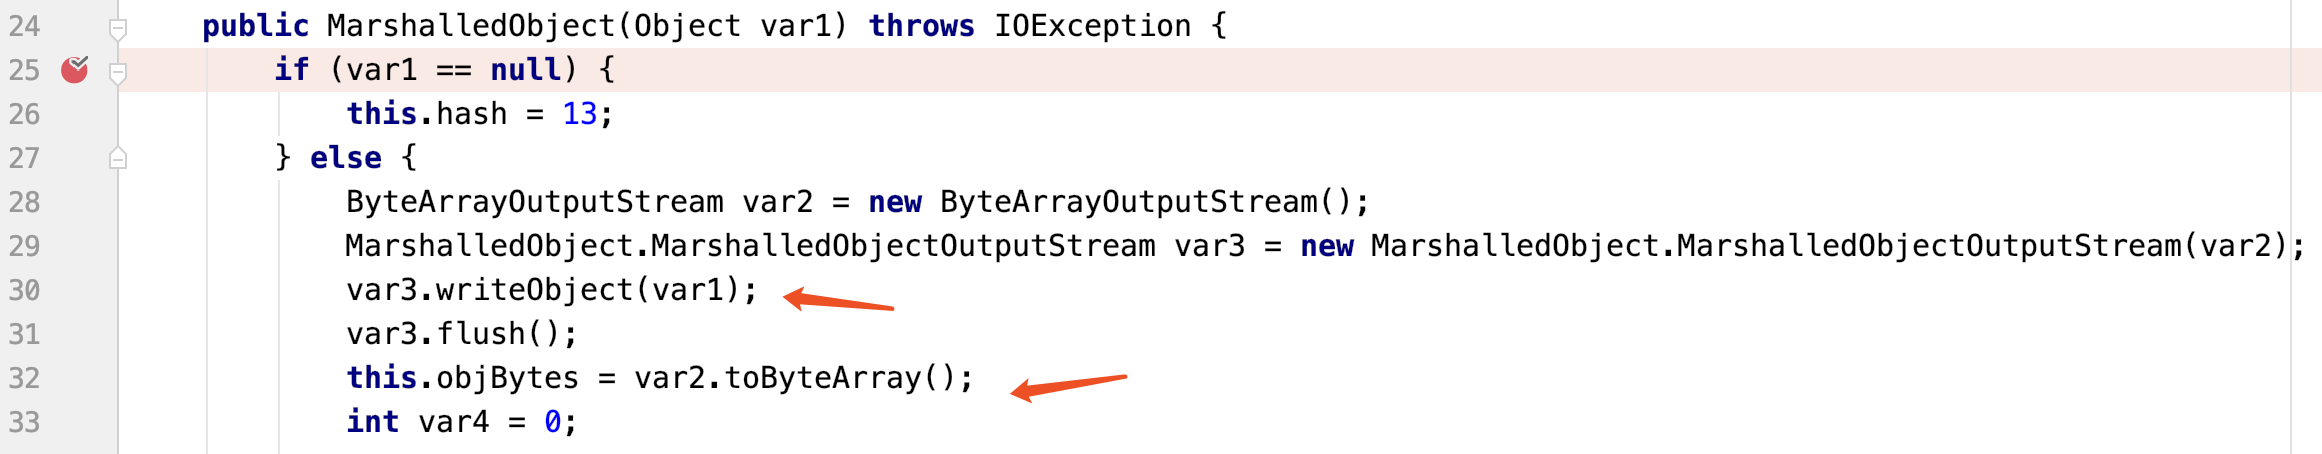 24 public MarshalledObject(Object var1) throws IOException {
25 if (var1 == null) {
26 this.hash = 13;
27 } else {
28 ByteArrayOutputStream var2 = new ByteArrayOutputStream();
29 MarshalledObject.MarshalledObjectOutputStream var3 = new MarshalledObject.MarshalledObjectOutputStream(var2);
30 var3.writeObject(var1);
31 var3.flush();
32 this.objBytes = var2.toByteArray();
33 int var4 = 0;